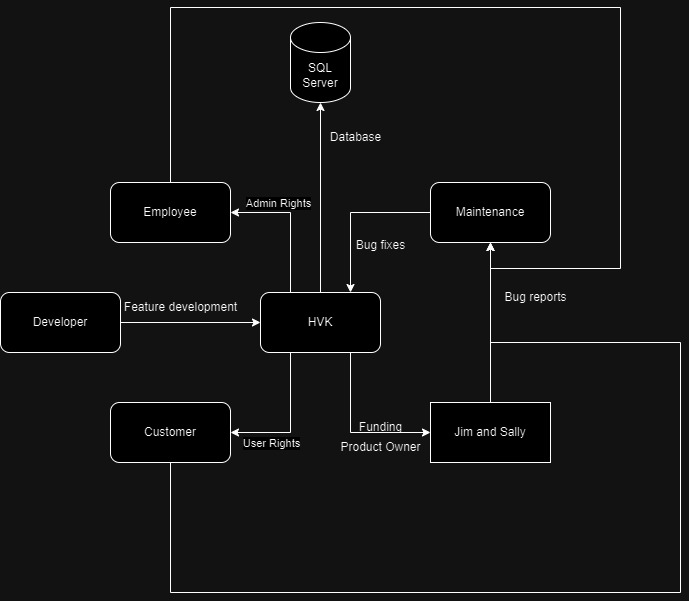 SQL
Server
Database
Admin Rights
Employee
Maintenance
Bug fixes
Bug reports
Feature development
Developer
HVK
Customer
User Rights
Funding
Product Owner
Jim and Sally